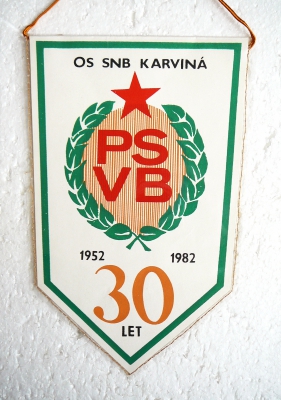 OS SNB KARVINÁ
PS
VB
1952 1982
30
LET